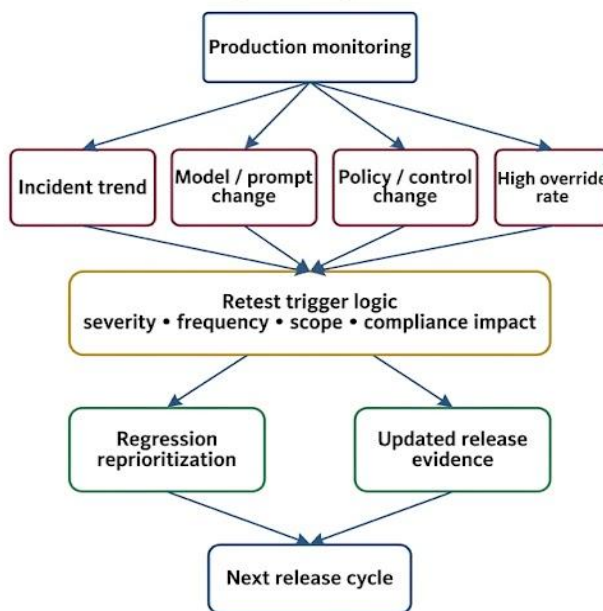 Production monitoring
Incident trend
Model / prompt
change
Policy / control
change
High override
rate
Retest trigger logic
severity • frequency • scope • compliance impact
Regression
reprioritization
Updated release
evidence
Next release cycle